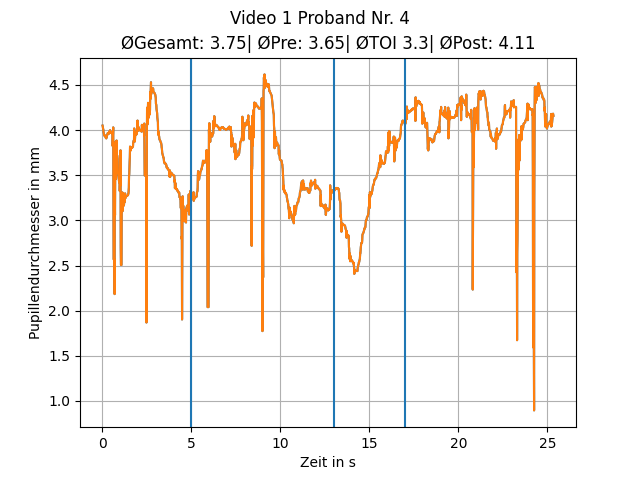 Video 1 Proband Nr. 4
ØGesamt: 3.75| ØPre: 3.65| ØTOI 3.3| ØPost: 4.11
4.5
4.0
3.5
3.0
2.5
2.0
1.5
1.0
Pupillendurchmesser in mm
0 5 10 15 20 25
Zeit in s